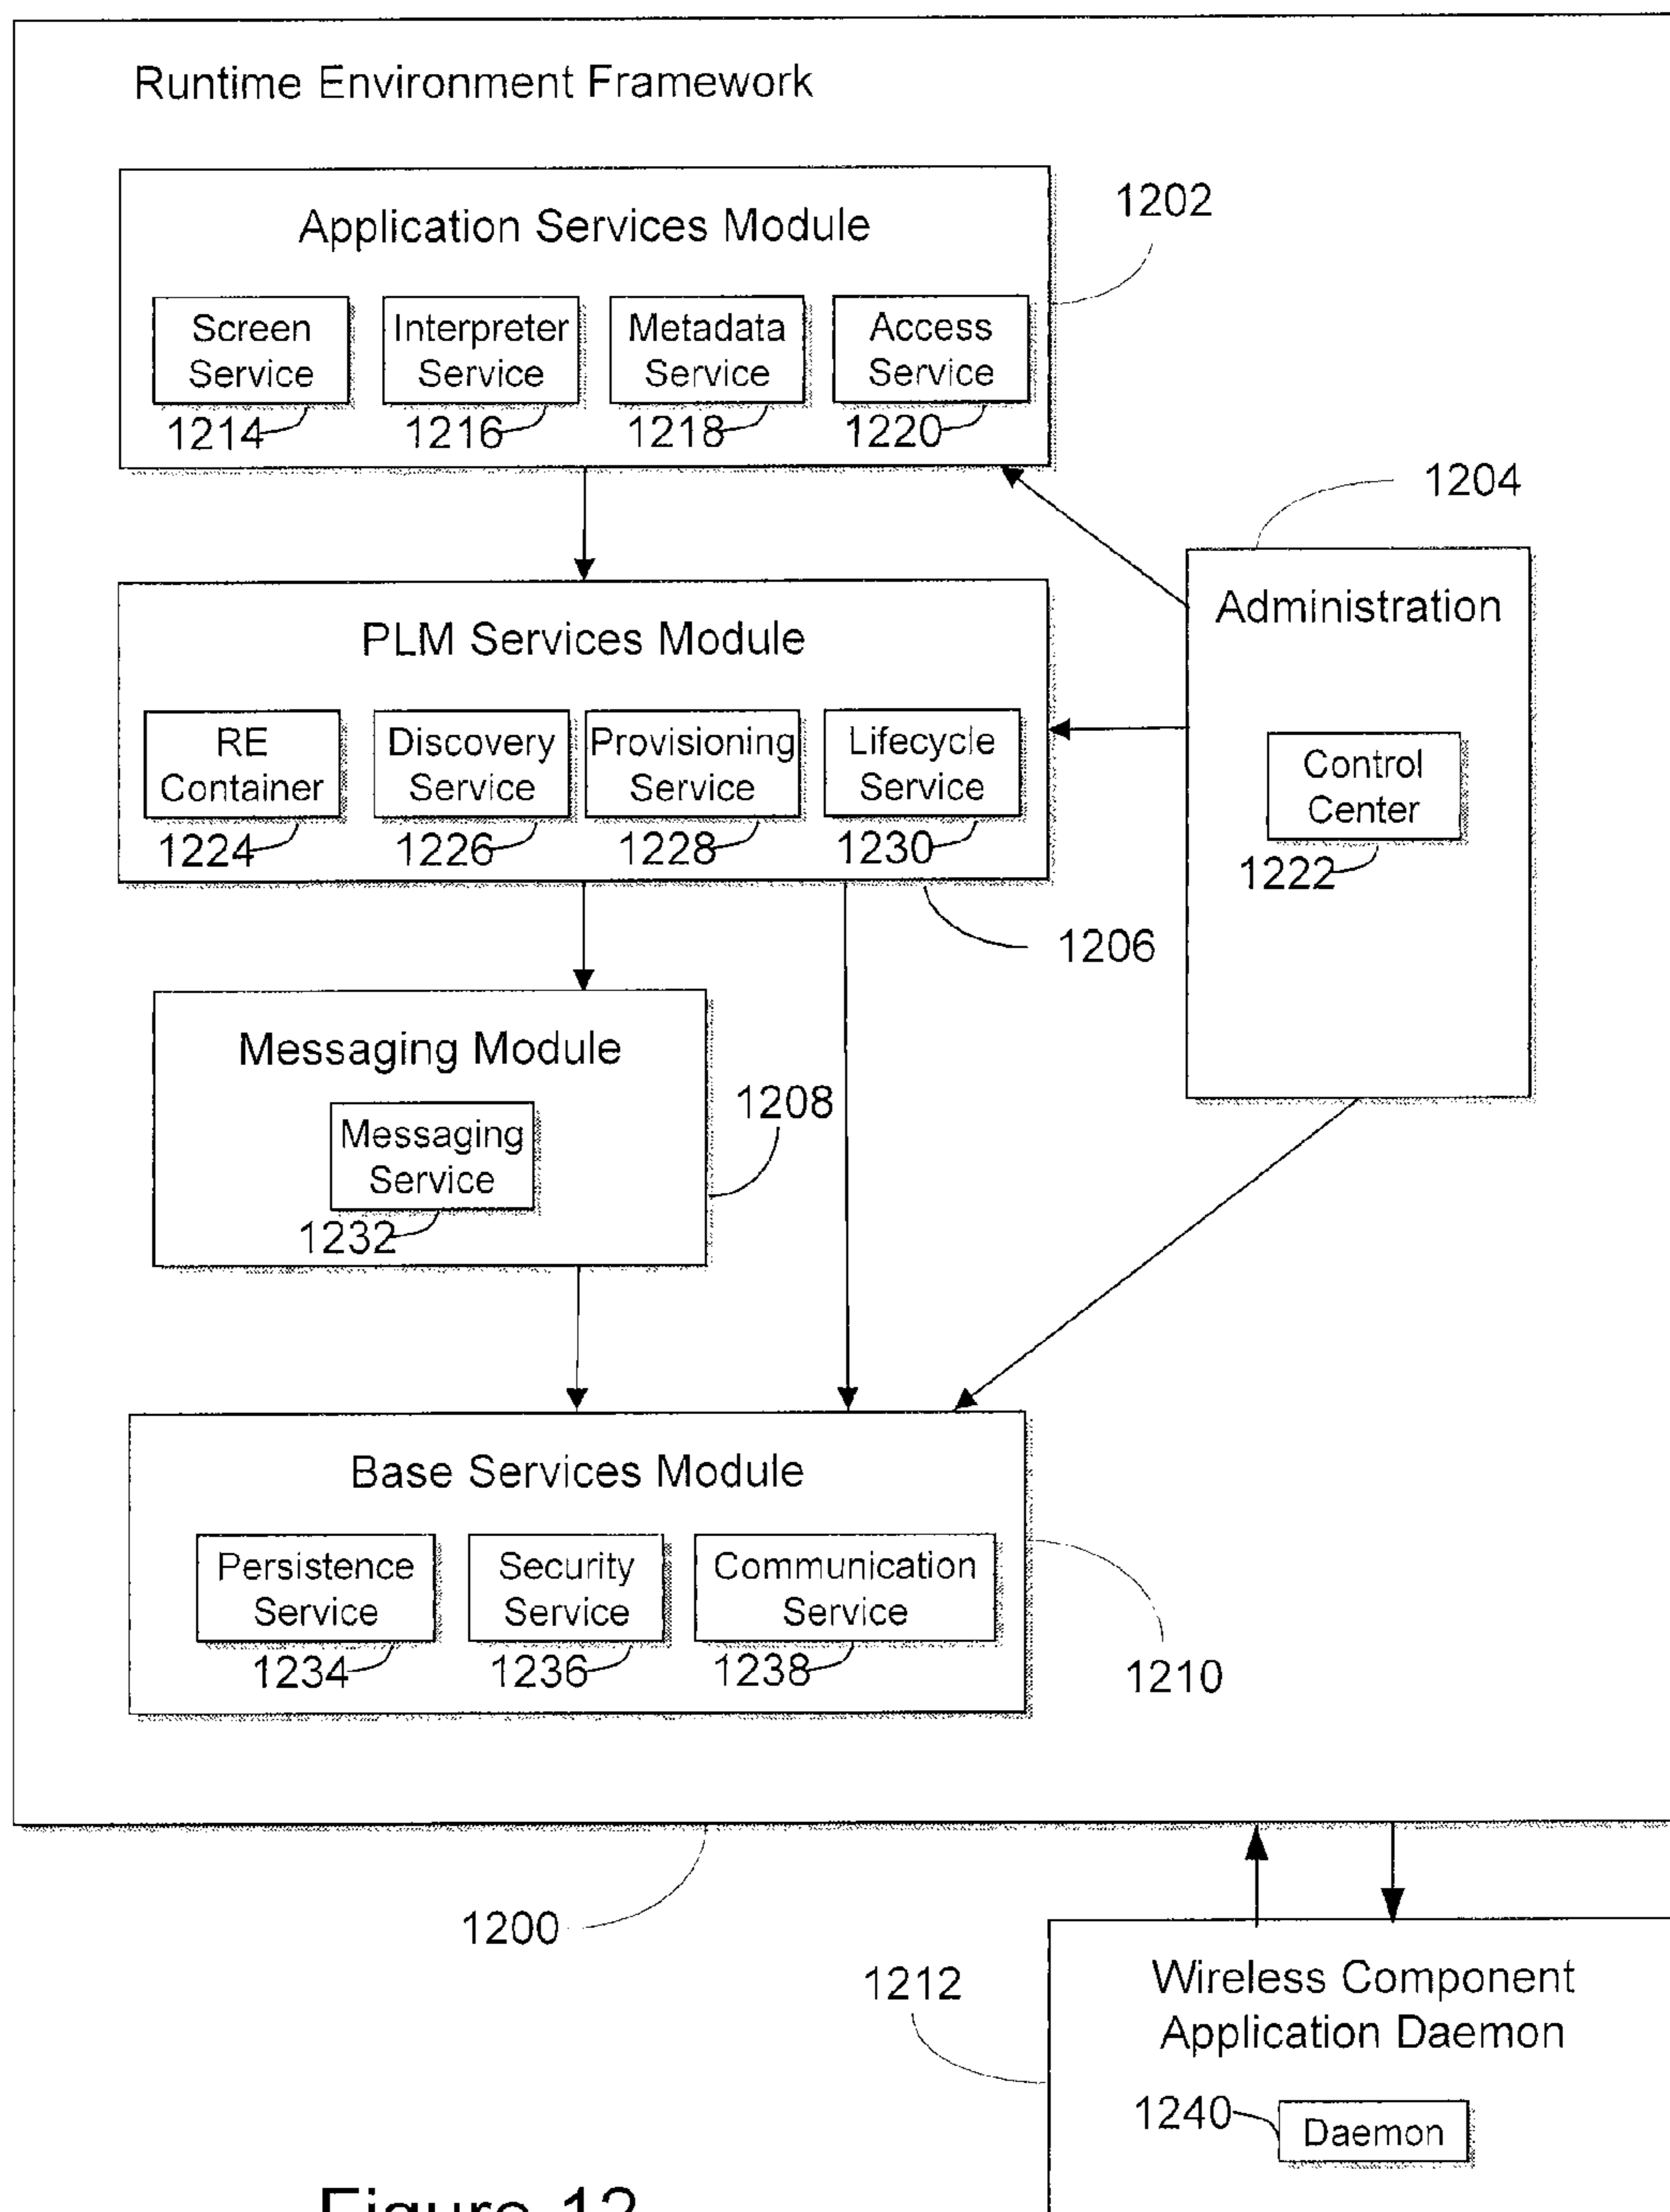 Runtime Environment Framework
Application Services Module
1202
Screen
Service
1214
Interpreter
Service
1216
Metadata
Service
1218
Access
Service
1220
1204
Administration
Control
Center
1222
PLM Services Module
RE
Container
1224
Discovery
Service
1226
Provisioning
Service
1228
Lifecycle
Service
1230
1206
Messaging Module
1208
Messaging
Service
1232
Base Services Module
Persistence
Service
1234
Security
Service
1236
Communication
Service
1238
1210
1200
1212
Wireless Component
Application Daemon
1240
Daemon
Figure 12